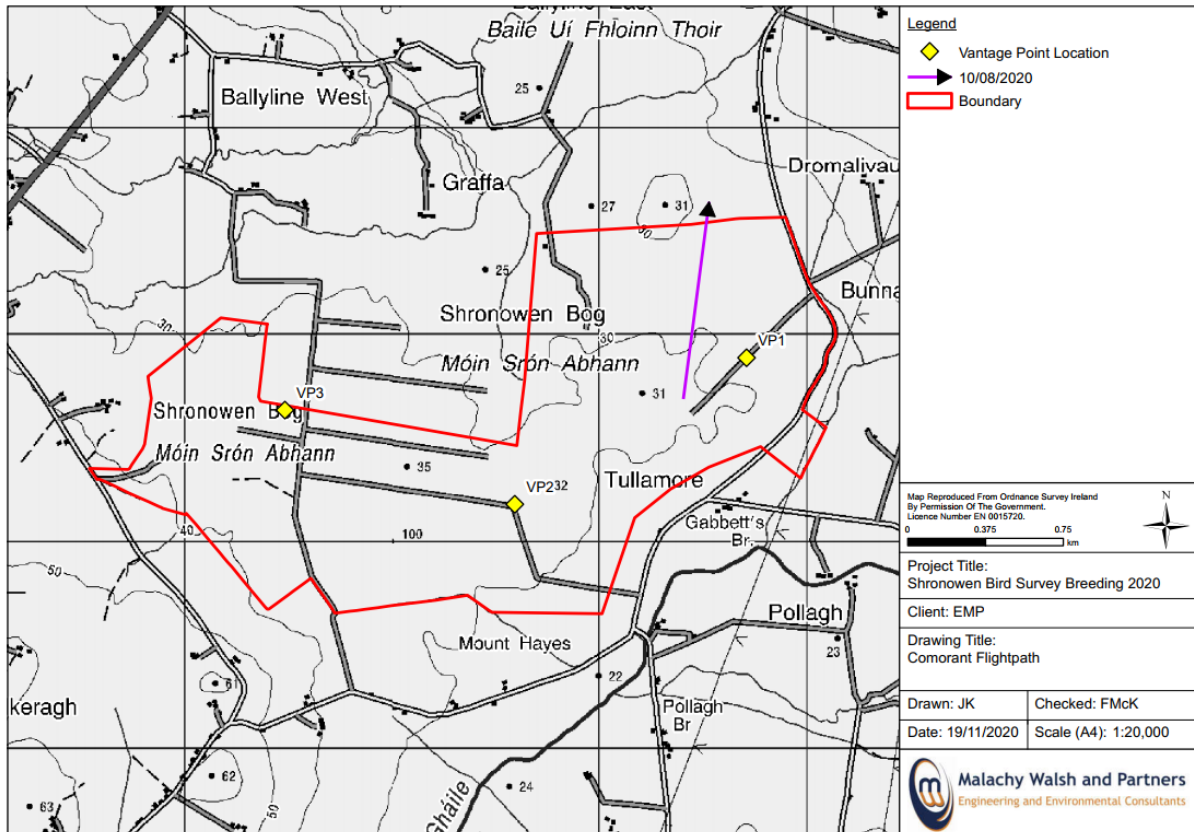 Ballyline East
Baile Uí Fhloinn Thoir
25
Ballyline West
Graffa
Dromalivau
27
31
30
25
Bunna
Shronowen Bog
30
30
VP1
Móin Srón Abhann
31
VP3
Shronowen Bog
Móin Srón Abhann
35
Tullamore
VP2
32
Gabbett's
Br.
40
100
50
Pollagh
Mount Hayes
23
22
61
keragh
Pollagh
Br
62
24
63
50
Gháile
Legend
Vantage Point Location
10/08/2020
Boundary
Map Reproduced From Ordnance Survey Ireland
By Permission Of The Government.
Licence Number EN 0015720.
N
0 0.375 0.75
km
Project Title:
Shronowen Bird Survey Breeding 2020
Client: EMP
Drawing Title:
Comorant Flightpath
Drawn: JK Checked: FMcK
Date: 19/11/2020 Scale (A4): 1:20,000
Malachy Walsh and Partners
Engineering and Environmental Consultants